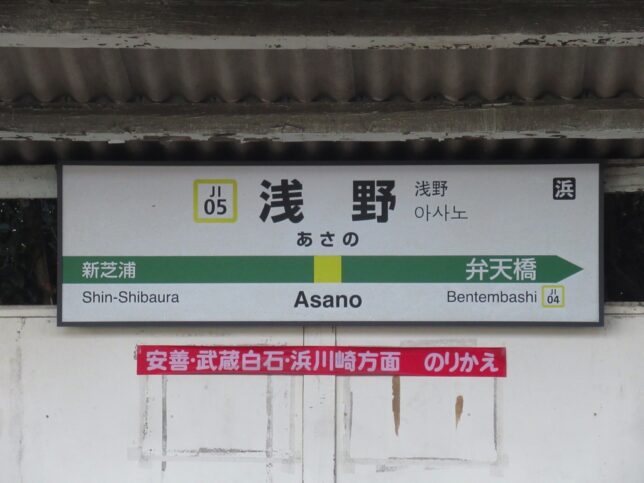 JI
05
浅野
浅野
아사노
浜
あさの
新芝浦
弁天橋
Shin-Shibaura
Asano
Bentembashi
JI
04
安善・武蔵白石・浜川崎方面 のりかえ